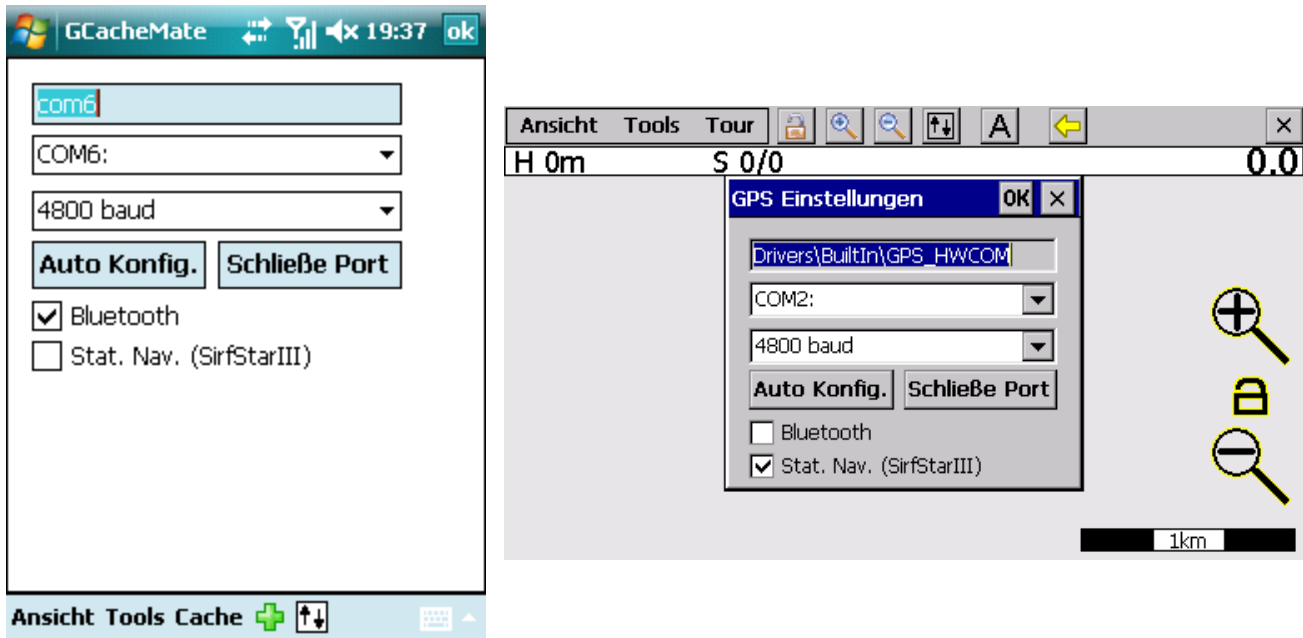 GCacheMate 19:37 ok
com6
COM6:
4800 baud
Auto Konfig. Schließe Port
Bluetooth
Stat. Nav. (SirfStarIII)
Ansicht Tools Cache
Ansicht Tools Tour A
H 0m S 0/0 0.0
GPS Einstellungen OK
Drivers\BuiltIn\GPS_HWCOM
COM2:
4800 baud
Auto Konfig. Schließe Port
Bluetooth
Stat. Nav. (SirfStarIII)
1km